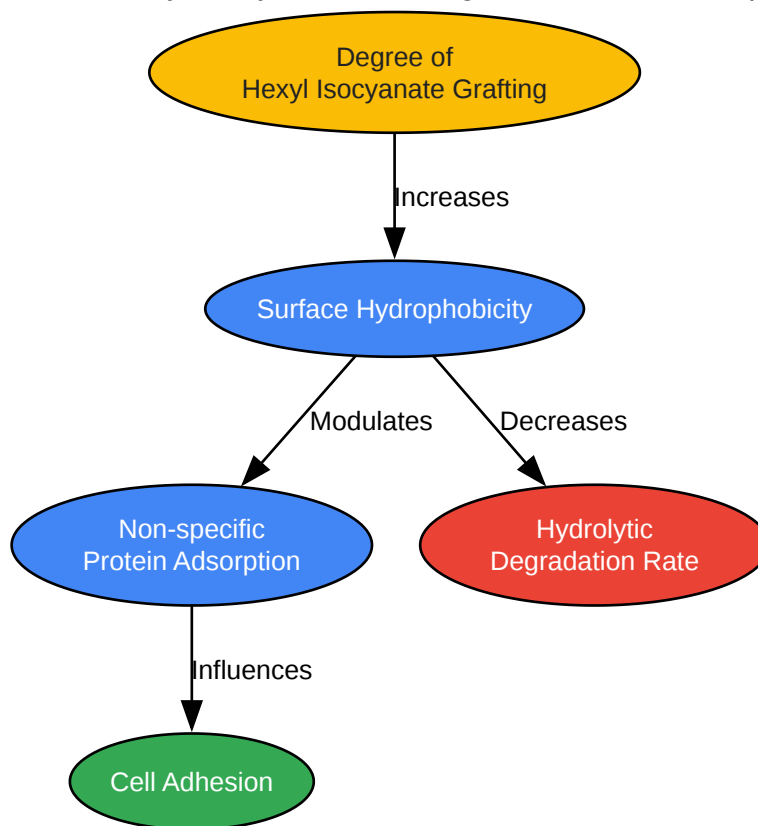 Degree of
Hexyl Isocyanate Grafting
Increases
Surface Hydrophobicity
Modulates
Decreases
Non-specific
Protein Adsorption
Hydrolytic
Degradation Rate
Influences
Cell Adhesion